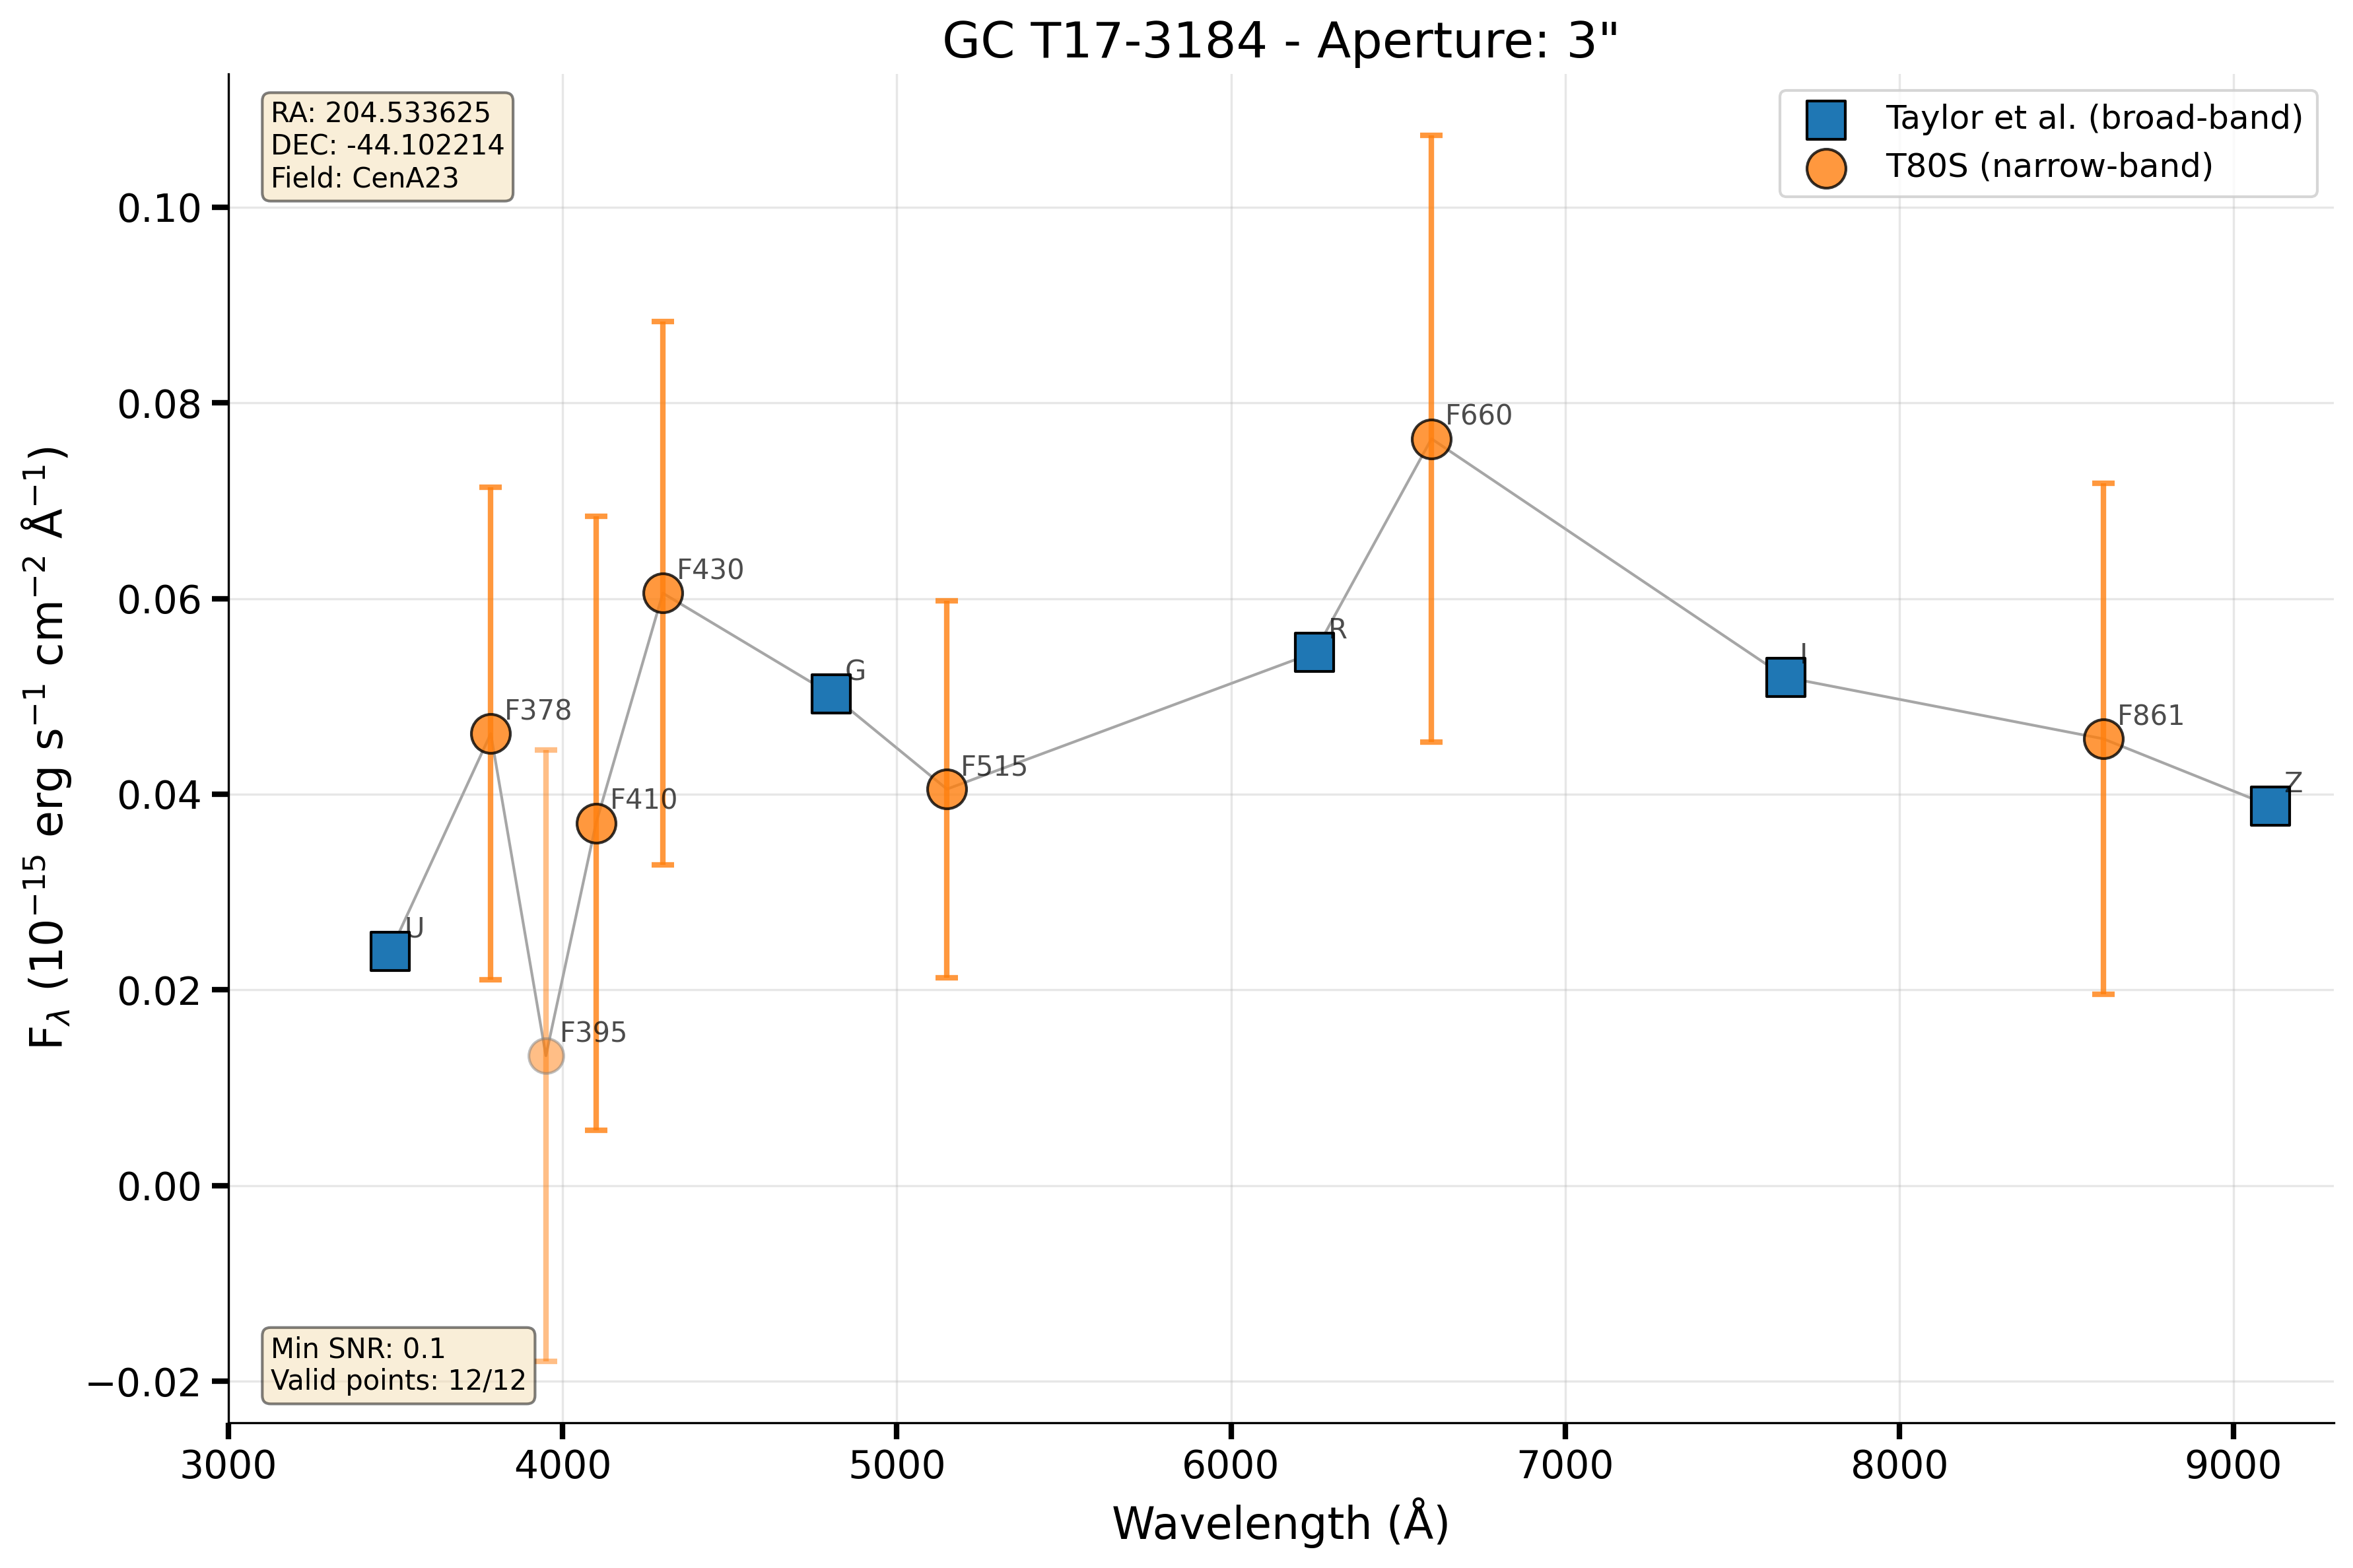 GC T17-3184 - Aperture: 3"
RA: 204.533625
DEC: -44.102214
Field: CenA23
Taylor et al. (broad-band)
T80S (narrow-band)
F$_{λ}$ (10$^{−15}$ erg s$^{−1}$ cm$^{−2}$ Å$^{−1}$)
0.10
0.08
0.06
0.04
0.02
0.00
−0.02
U
F378
F395
F410
F430
G
F515
R
F660
I
F861
Z
Min SNR: 0.1
Valid points: 12/12
3000 4000 5000 6000 7000 8000 9000
Wavelength (Å)